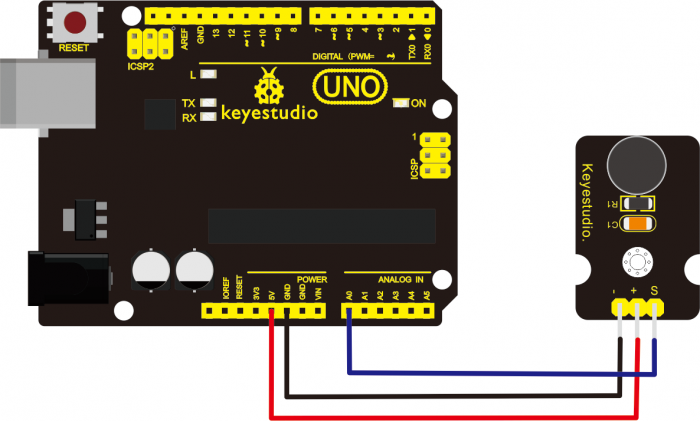 RESET
ICSP2
AREF
GND
13
12
~11
~10
~9
8
7
~6
~5
4
~3
2
TX0▶1
RX0◀0
DIGITAL (PWM= ~)
L
TX
RX
UNO
ON
keyestudio
1
ICSP
IOREF
RESET
3V3
5V
GND
GND
VIN
POWER
ANALOG IN
A0
A1
A2
A3
A4
A5
Keyestudio.
R1
C1
- + S